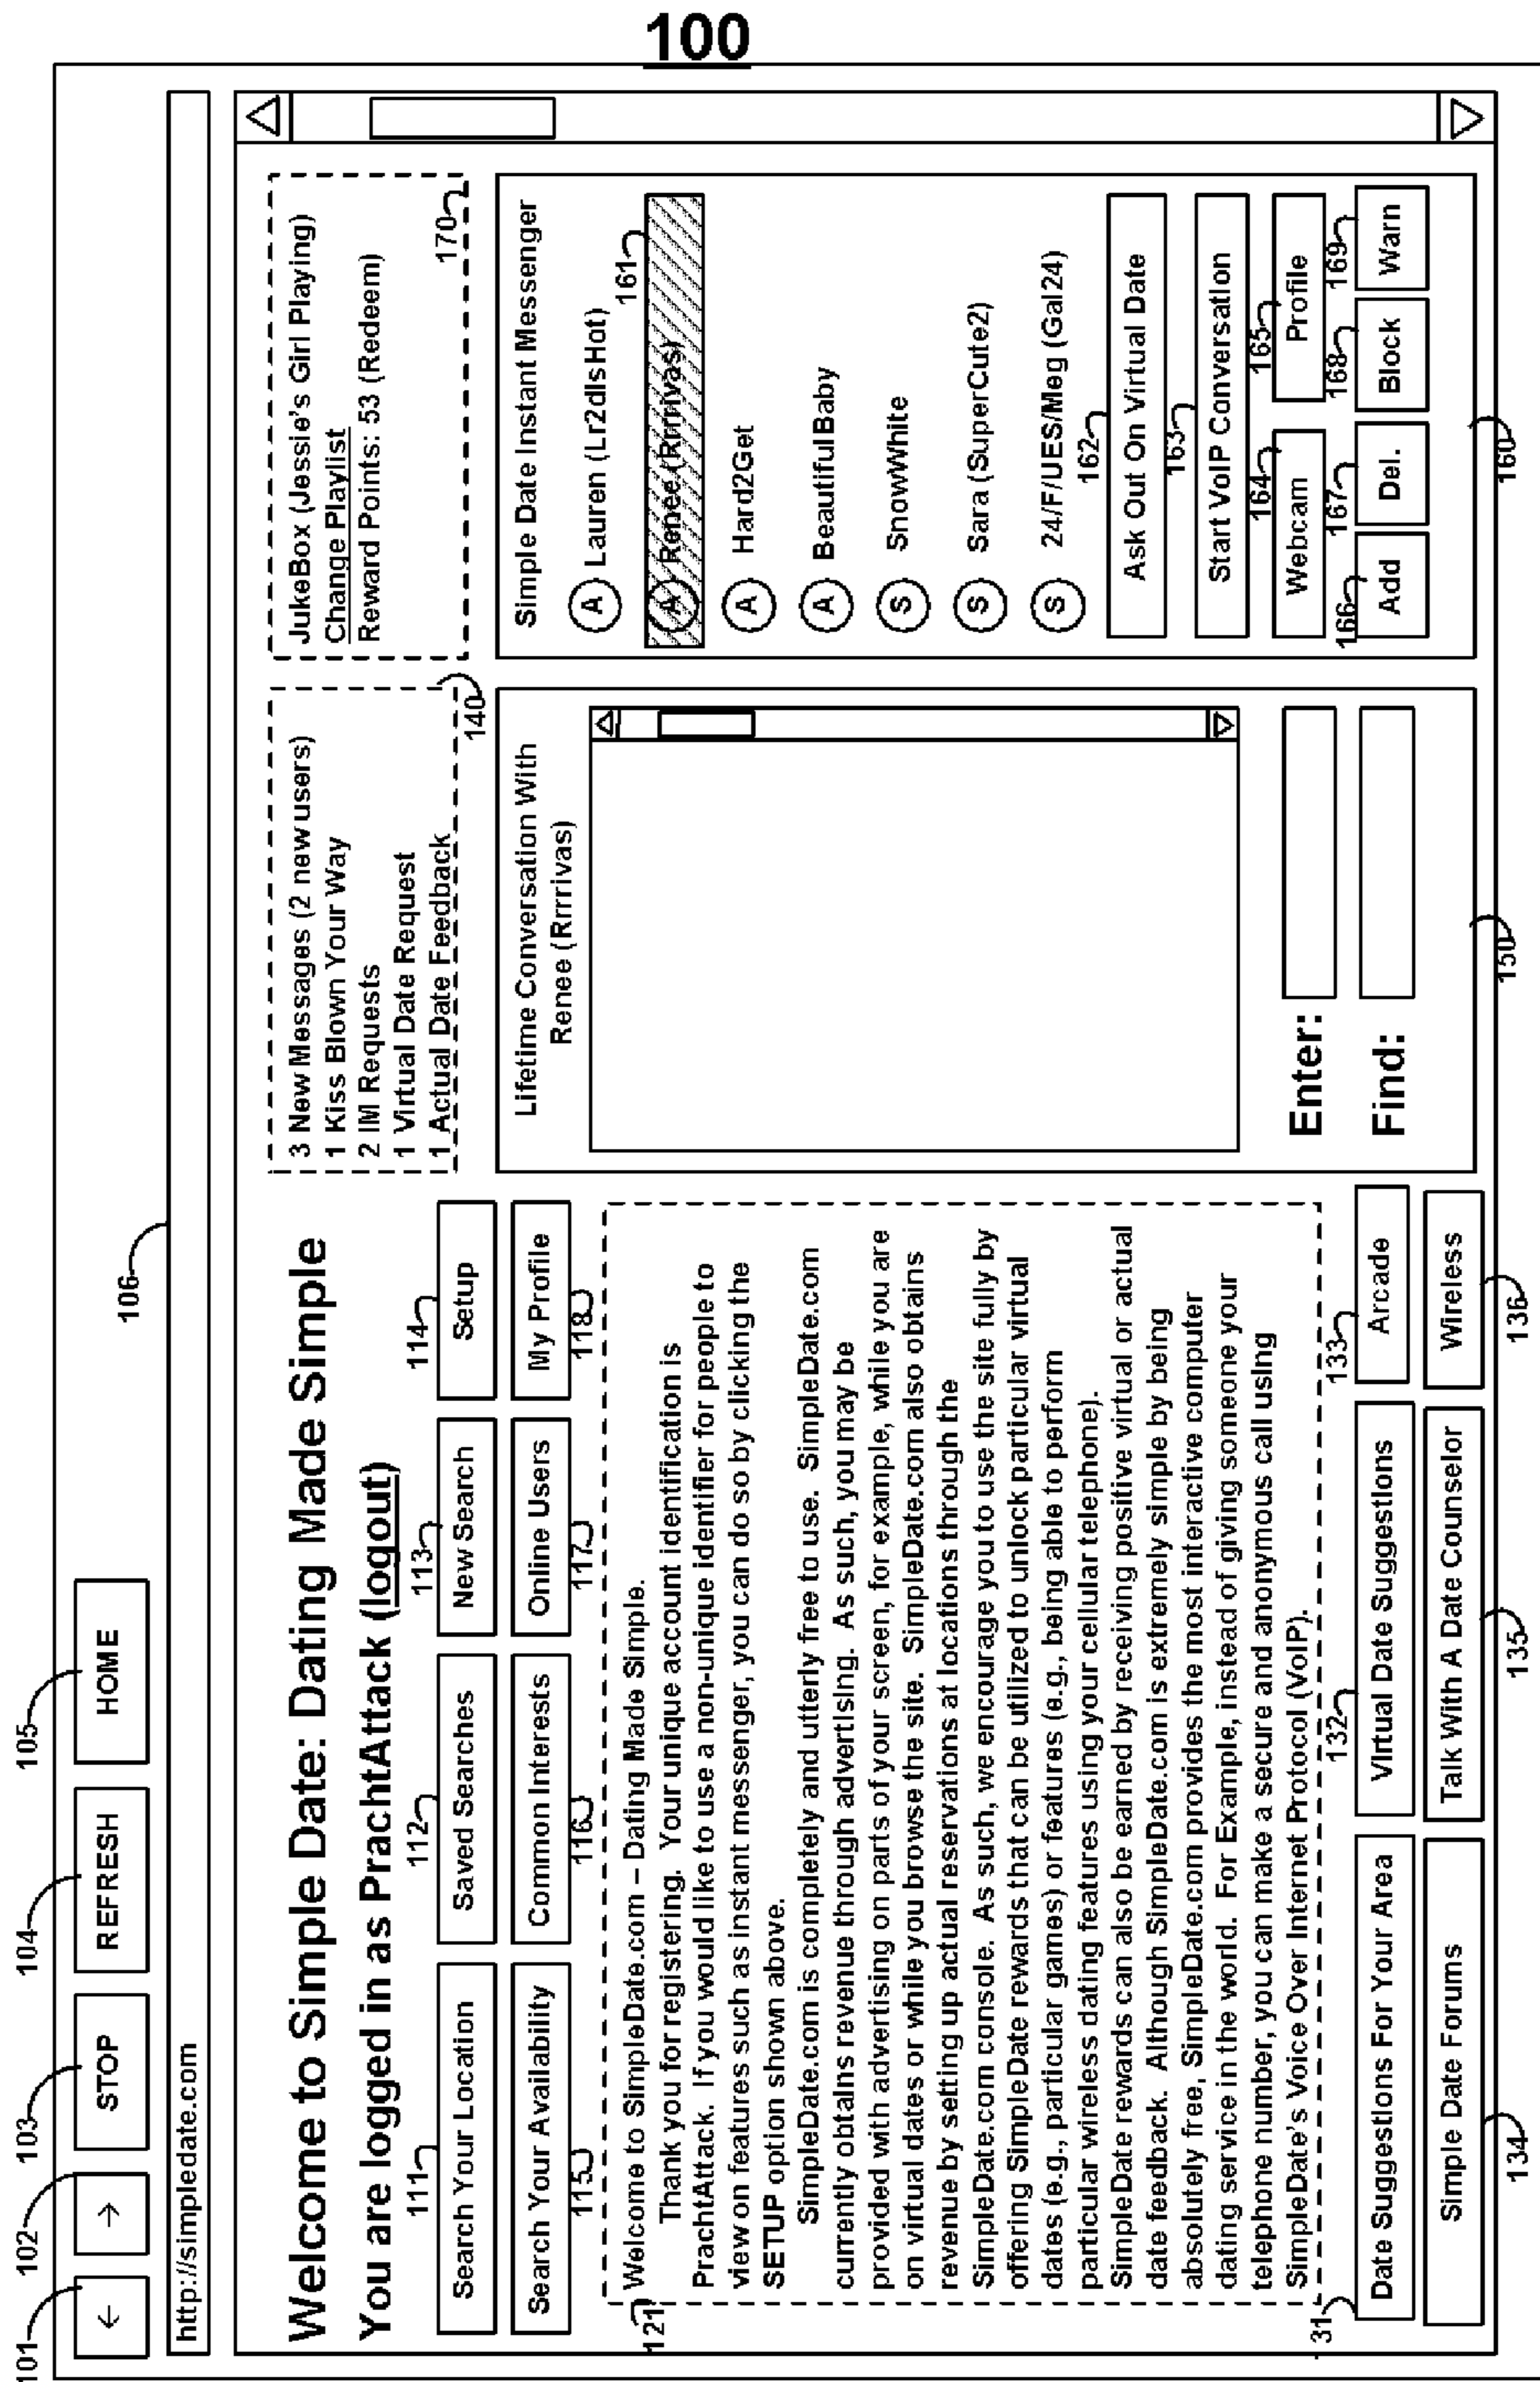 100
101
102
103
104
105
←
→
STOP
REFRESH
HOME
106
http://simpledate.com
Welcome to Simple Date: Dating Made Simple
You are logged in as PrachtAttack (logout)
111
112
113
114
Search Your Location
Saved Searches
New Search
Setup
Search Your Availability
Common Interests
Online Users
My Profile
115
116
117
118
121
Welcome to SimpleDate.com – Dating Made Simple.
Thank you for registering. Your unique account identification is
PrachtAttack. If you would like to use a non-unique identifier for people to
view on features such as instant messenger, you can do so by clicking the
SETUP option shown above.
SimpleDate.com is completely and utterly free to use. SimpleDate.com
currently obtains revenue through advertising. As such, you may be
provided with advertising on parts of your screen, for example, while you are
on virtual dates or while you browse the site. SimpleDate.com also obtains
revenue by setting up actual reservations at locations through the
SimpleDate.com console. As such, we encourage you to use the site fully by
offering SimpleDate rewards that can be utilized to unlock particular virtual
dates (e.g., particular games) or features (e.g., being able to perform
particular wireless dating features using your cellular telephone).
SimpleDate rewards can also be earned by receiving positive virtual or actual
date feedback. Although SimpleDate.com is extremely simple by being
absolutely free, SimpleDate.com provides the most interactive computer
dating service in the world. For Example, instead of giving someone your
telephone number, you can make a secure and anonymous call using
SimpleDate's Voice Over Internet Protocol (VoIP).
31
132
133
Date Suggestions For Your Area
Virtual Date Suggestions
Arcade
Simple Date Forums
Talk With A Date Counselor
Wireless
134
135
136
3 New Messages (2 new users)
1 Kiss Blown Your Way
2 IM Requests
1 Virtual Date Request
1 Actual Date Feedback
140
Lifetime Conversation With
Renee (Rrrrivas)
Enter:
Find:
150
JukeBox (Jessie's Girl Playing)
Change Playlist
Reward Points: 53 (Redeem)
170
Simple Date Instant Messenger
A Lauren (Lr2dIsHot)
161
A Renee (Rrrrivas)
A Hard2Get
A BeautifulBaby
S SnowWhite
S Sara (SuperCute2)
S 24/F/UES/Meg (Gal24)
162
Ask Out On Virtual Date
163
Start VoIP Conversation
164
165
Webcam
Profile
166
167
168
169
Add
Del.
Block
Warn
160